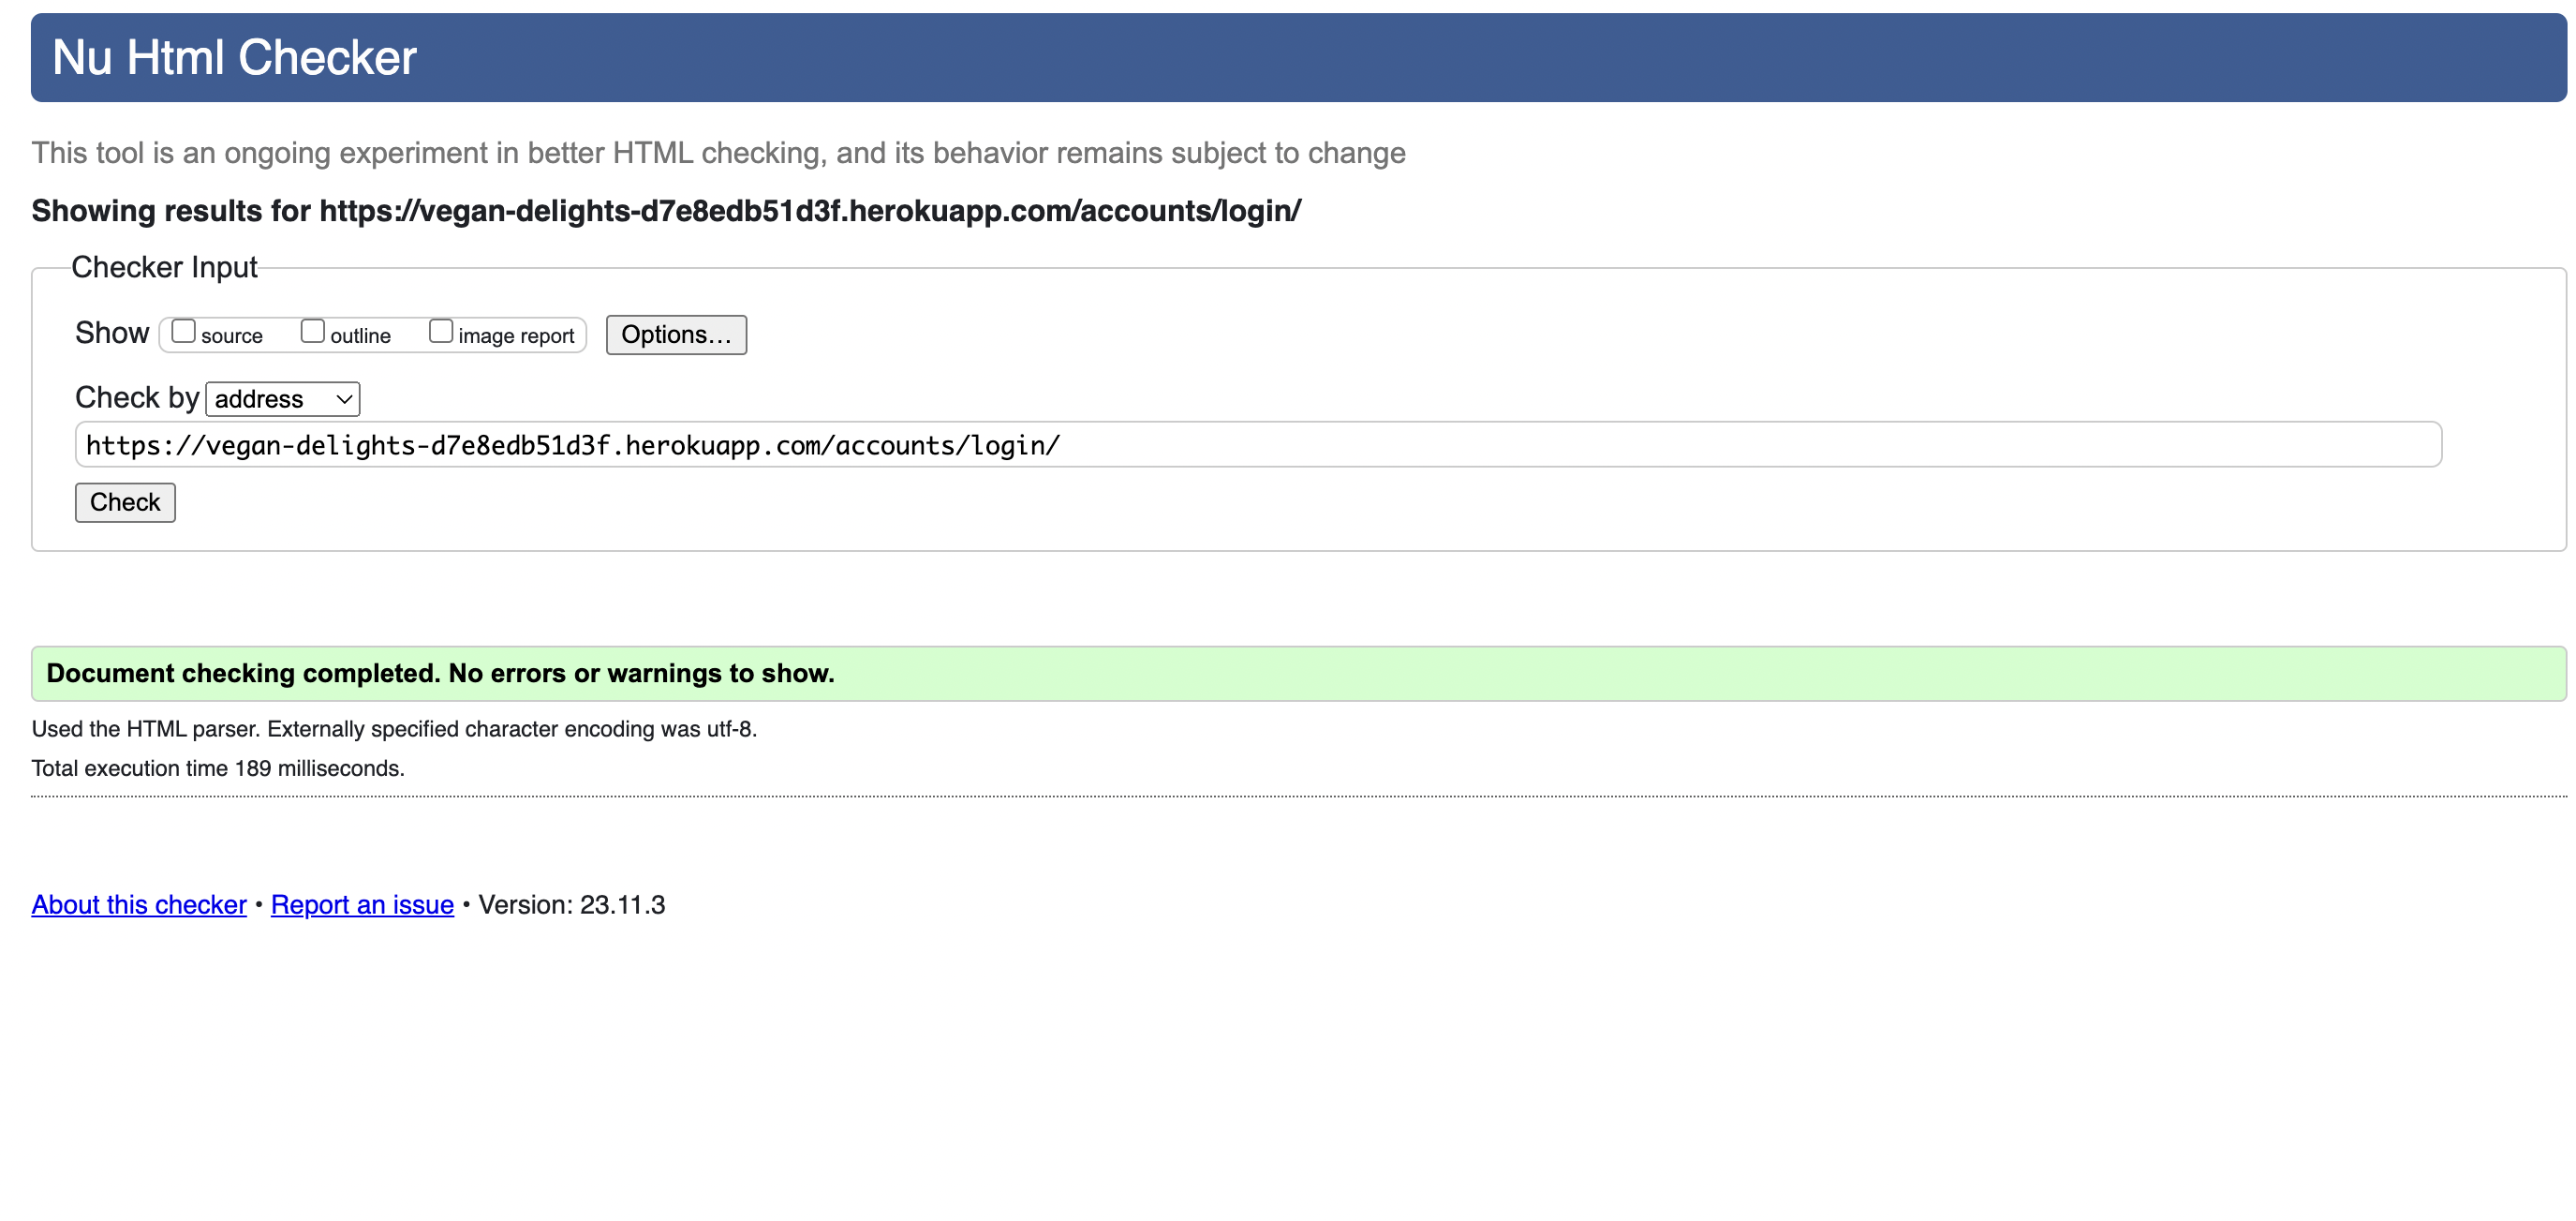 Nu Html Checker
This tool is an ongoing experiment in better HTML checking, and its behavior remains subject to change
Showing results for https://vegan-delights-d7e8edb51d3f.herokuapp.com/accounts/login/
Checker Input
Show source outline image report Options...
Check by address
https://vegan-delights-d7e8edb51d3f.herokuapp.com/accounts/login/
Check
Document checking completed. No errors or warnings to show.
Used the HTML parser. Externally specified character encoding was utf-8.
Total execution time 189 milliseconds.
About this checker • Report an issue • Version: 23.11.3